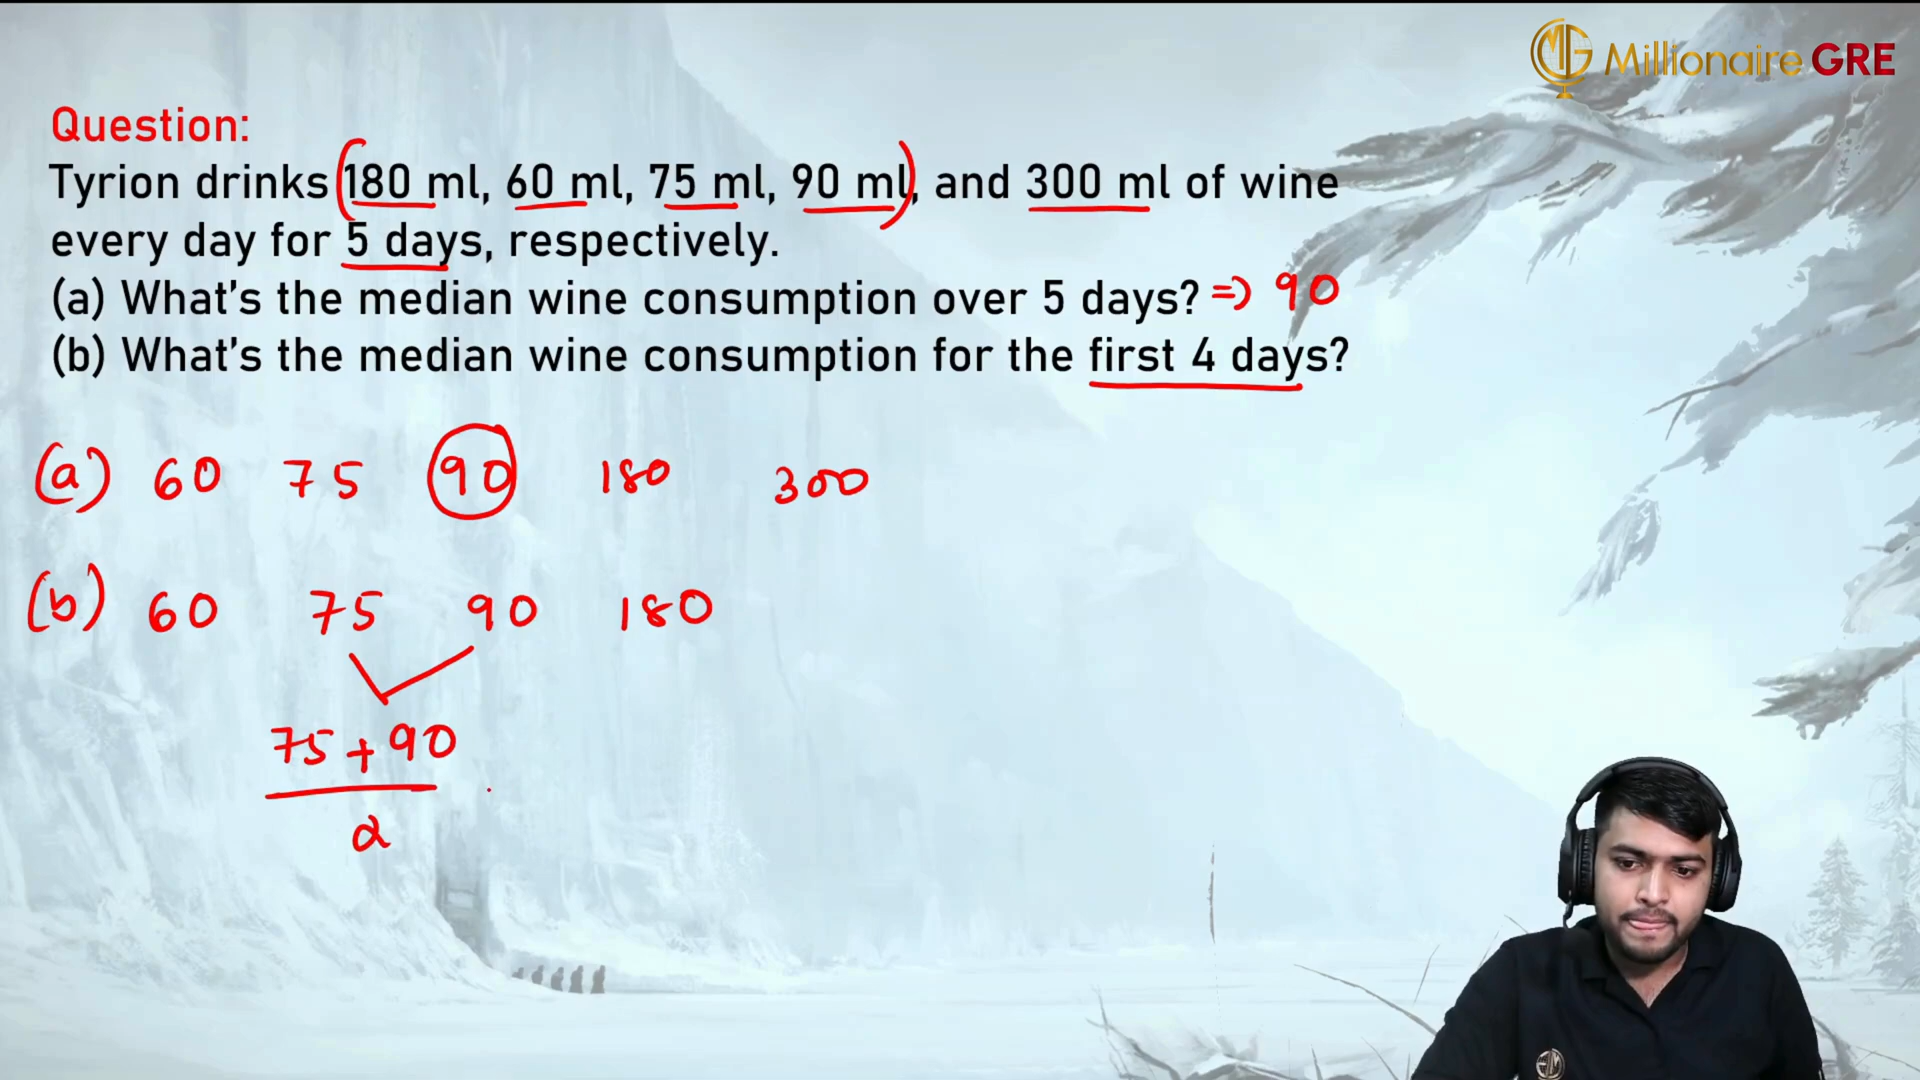 Millionaire GRE
Question:
Tyrion drinks (180 ml, 60 ml, 75 ml, 90 ml), and 300 ml of wine
every day for 5 days, respectively.
(a) What's the median wine consumption over 5 days? => 90
(b) What's the median wine consumption for the first 4 days?
(a) 60 75 90 180 300
(b) 60 75 90 180
75 + 90
2